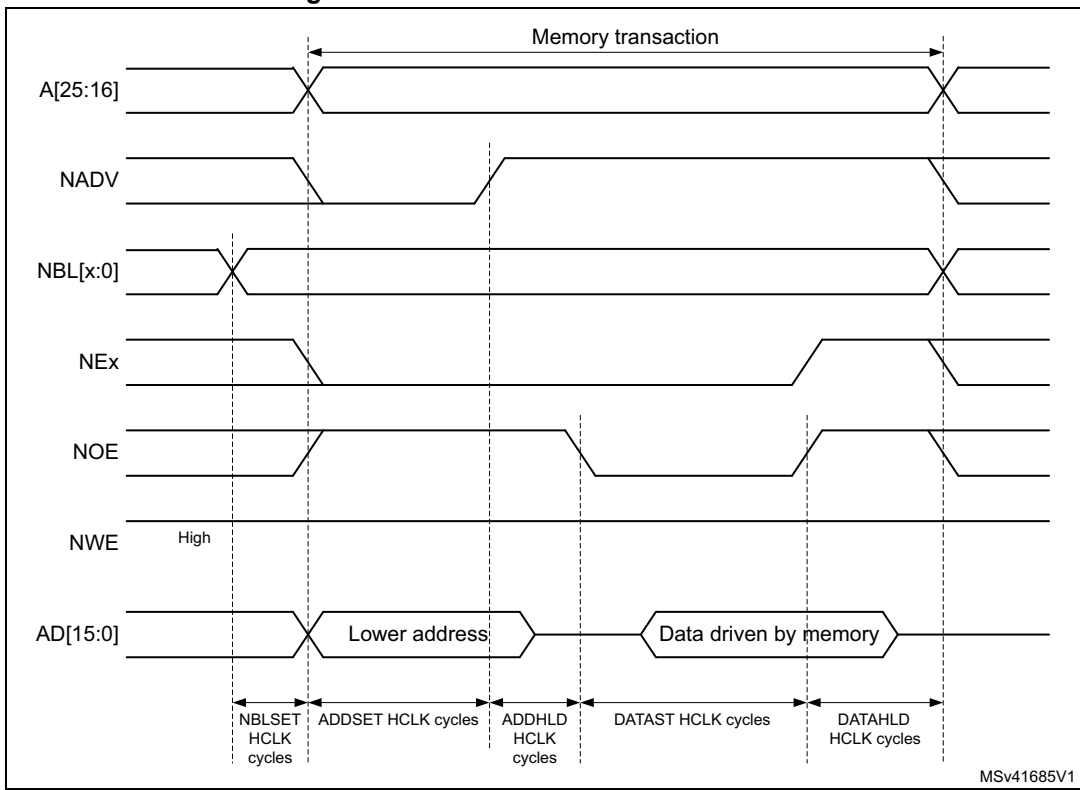 Memory transaction
A[25:16]
NADV
NBL[x:0]
NEx
NOE
NWE High
AD[15:0] Lower address Data driven by memory
NBLSET HCLK cycles
ADDSET HCLK cycles
ADDHLD HCLK cycles
DATAST HCLK cycles
DATAHLD HCLK cycles
MSv41685V1